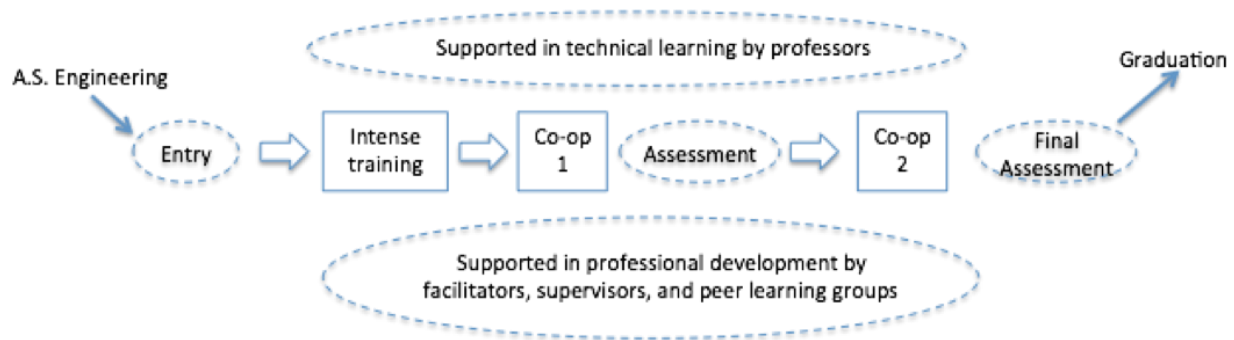 Supported in technical learning by professors
A.S. Engineering
Graduation
Entry
Intense
training
Co-op
1
Assessment
Co-op
2
Final
Assessment
Supported in professional development by
facilitators, supervisors, and peer learning groups